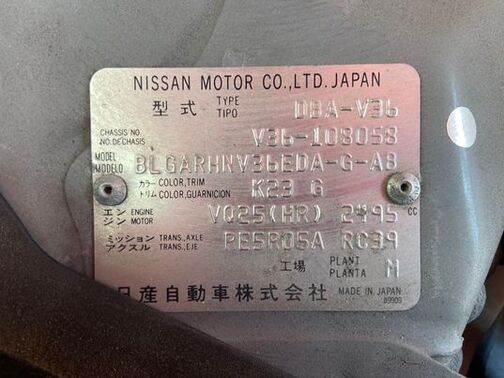 NISSAN MOTOR CO.,LTD. JAPAN
型式 TYPE TIPO DBA-V36
CHASSIS NO. NO.DECHASIS V36-108058
MODEL MODELO BLGARHNV36EDA-G-A8
カラー COLOR,TRIM トリム COLOR,GUARNICION K23 G
エンジン ENGINE MOTOR VQ25(HR) 2495 CC
ミッション TRANS.,AXLE アクスル TRANS.,EJE RE5R05A RC39
工場 PLANT PLANTA M
日産自動車株式会社 MADE IN JAPAN